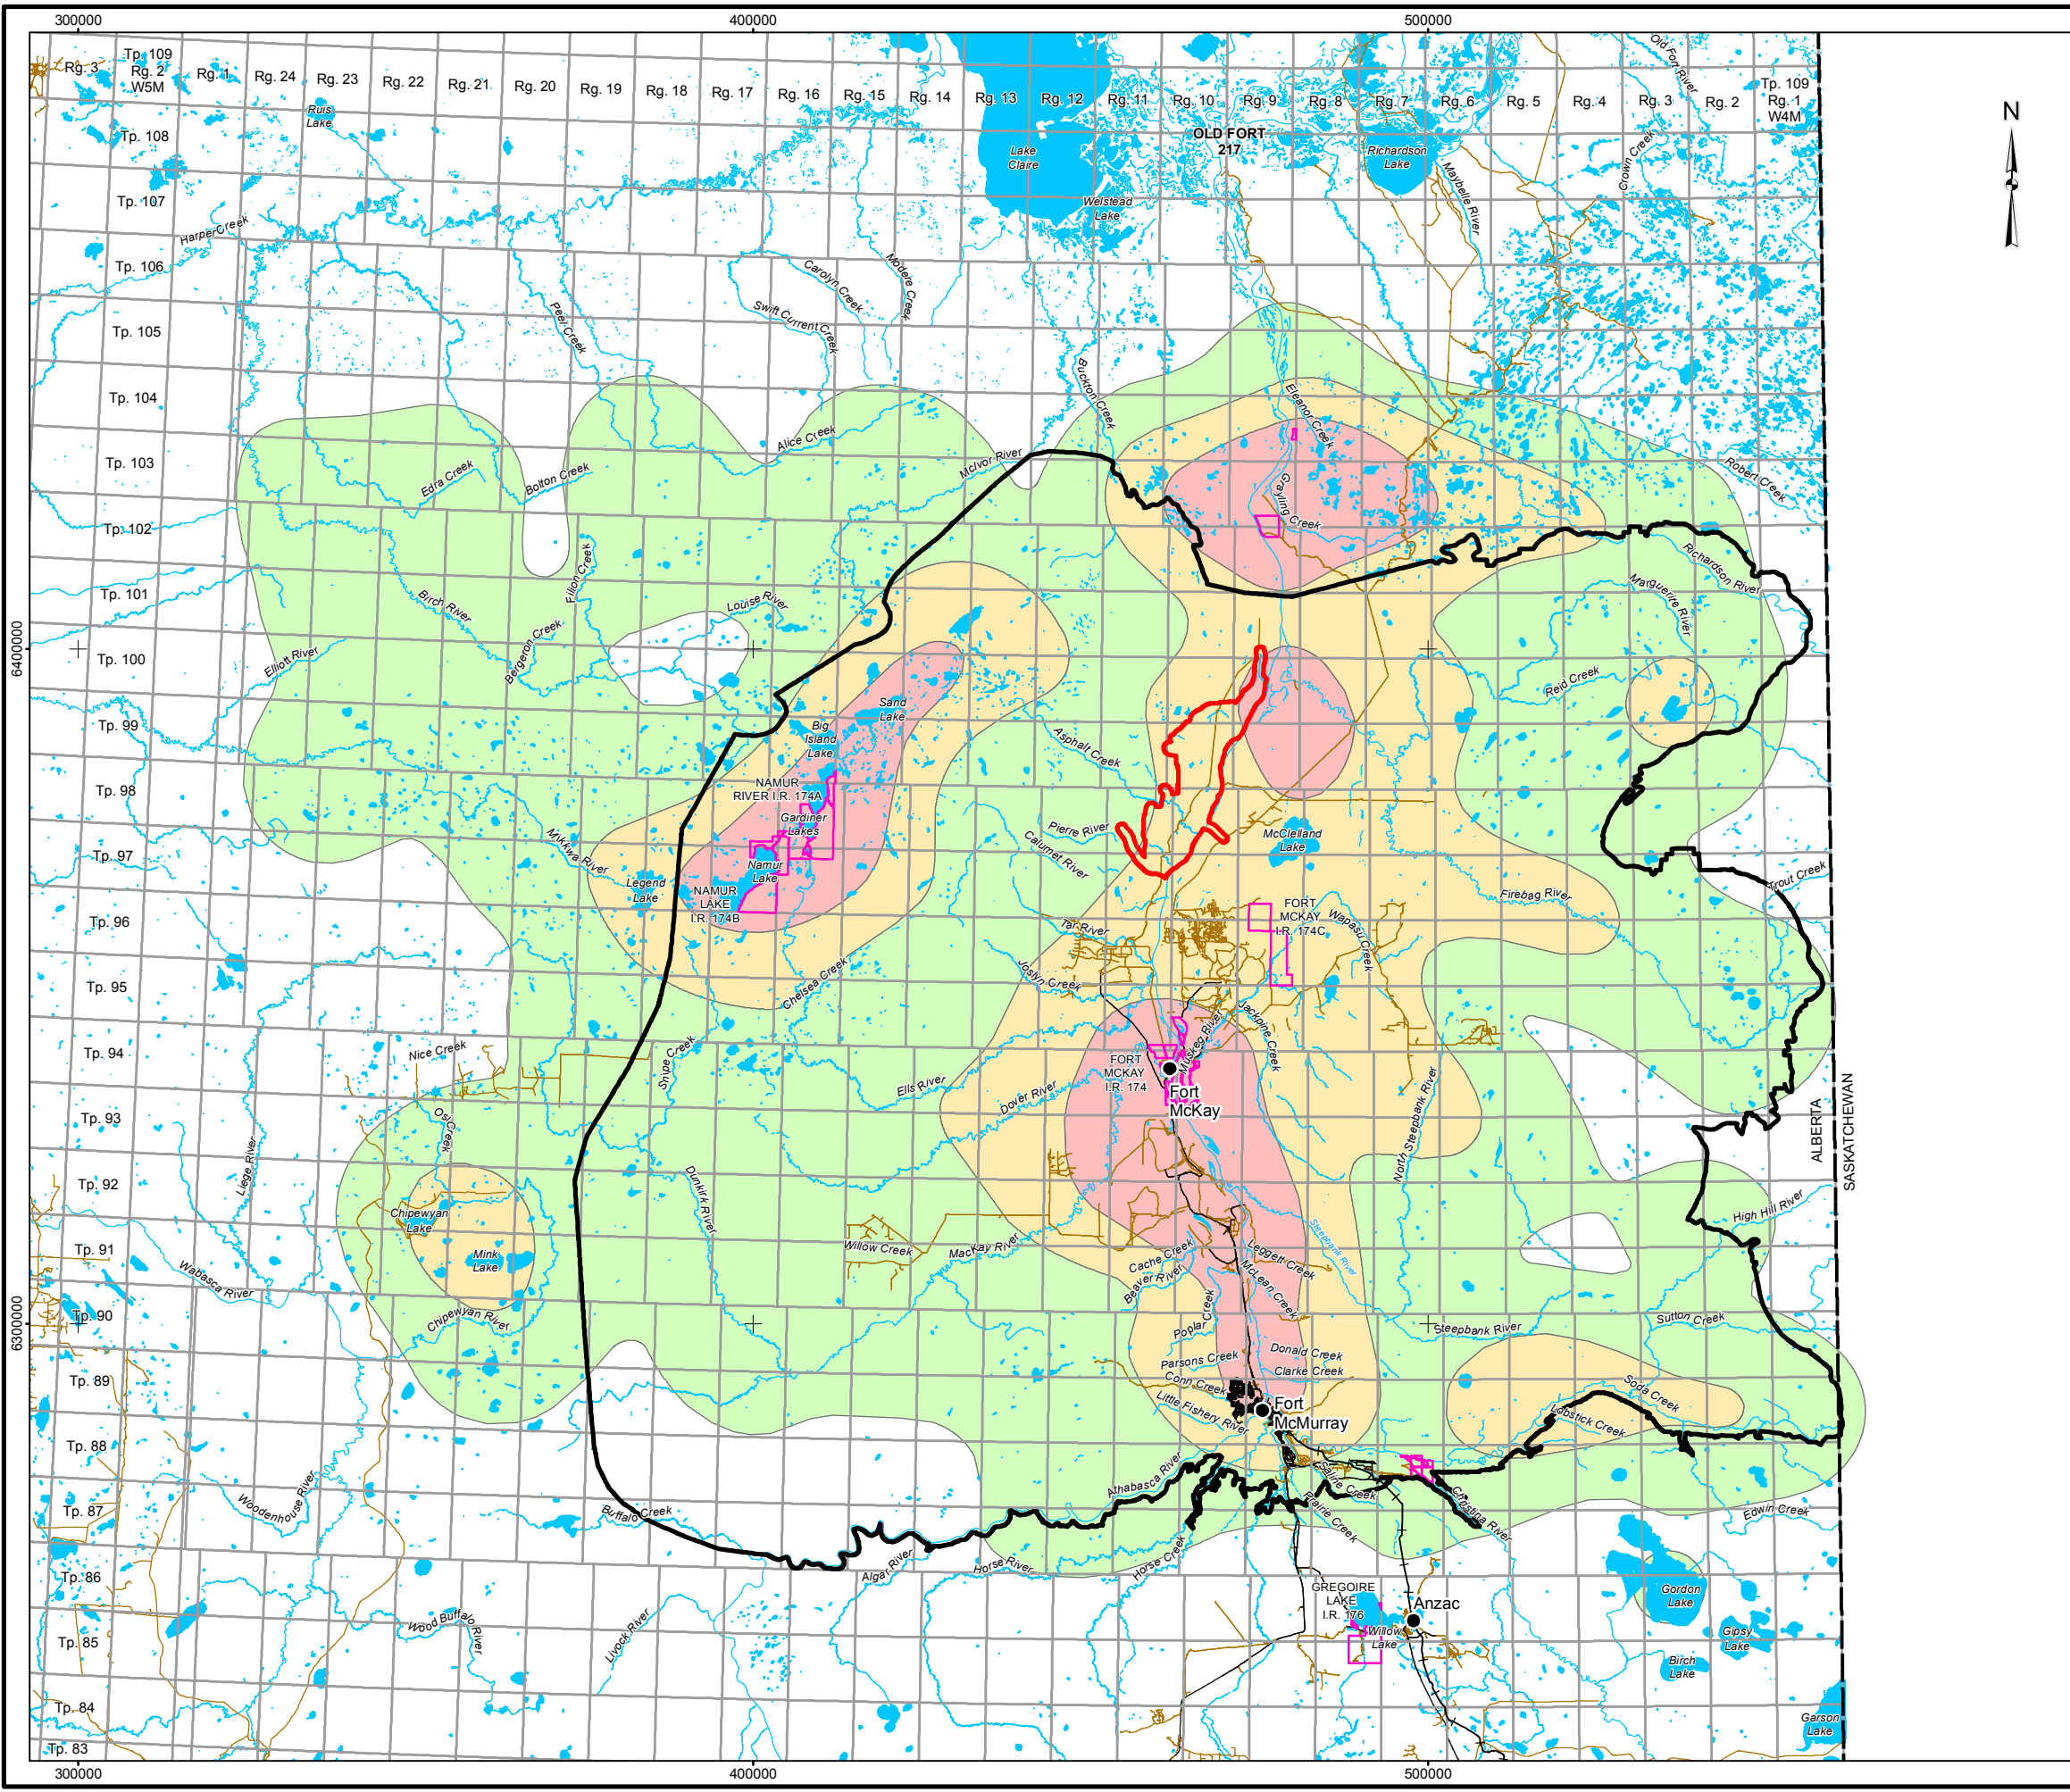 300000
400000
500000
N
Rg. 3
Tp. 109
Rg. 2
W5M
Rg. 1
Rg. 24
Rg. 23
Rg. 22
Rg. 21
Rg. 20
Rg. 19
Rg. 18
Rg. 17
Rg. 16
Rg. 15
Rg. 14
Rg. 13
Rg. 12
Rg. 11
Rg. 10
Rg. 9
Rg. 8
Rg. 7
Rg. 6
Rg. 5
Rg. 4
Rg. 3
Rg. 2
Tp. 109
Rg. 1
W4M
Old Fort River
Ruis
Lake
Tp. 108
Lake
Claire
OLD FORT
217
Richardson
Lake
Crown Creek
Maybelle River
Tp. 107
Welstead
Lake
Harper Creek
Tp. 106
Carolyn Creek
Modere Creek
Peel Creek
Swift Current Creek
Tp. 105
Buckton Creek
Tp. 104
Eleanor Creek
Alice Creek
Tp. 103
McIvor River
Edra Creek
Bolton Creek
Robert Creek
Grayling Creek
Tp. 102
Richardson River
Marguerite River
Fillion Creek
Tp. 101
Birch River
Louise River
6400000
Tp. 100
Elliott River
Bergeron Creek
Reid Creek
Sand
Lake
Tp. 99
Big
Island
Lake
Asphalt Creek
Tp. 98
NAMUR
RIVER I.R. 174A
Gardiner
Lakes
Pierre River
Calumet River
McClelland
Lake
Tp. 97
Mikkwa River
Namur
Lake
Legend
Lake
NAMUR
LAKE
I.R. 174B
Trout Creek
Firebag River
Tp. 96
FORT
MCKAY
I.R. 174C
Wapasu Creek
Tar River
Joslyn Creek
Chelsea Creek
Tp. 95
Jackpine Creek
Muskeg River
Tp. 94
Nice Creek
Snipe Creek
FORT
MCKAY
I.R. 174
Ells River
Dover River
Fort
McKay
North Steepbank River
ALBERTA
SASKATCHEWAN
Tp. 93
Osi Creek
Liege River
Tp. 92
Dunkirk River
Chipewyan
Lake
High Hill River
Steepbank River
Tp. 91
Mink
Lake
Willow Creek
MacKay River
Cache Creek
Leggett Creek
Beaver River
McLean Creek
Wabasca River
6300000
Tp. 90
Chipewyan River
Poplar Creek
Steepbank River
Sutton Creek
Tp. 89
Parsons Creek
Donald Creek
Clarke Creek
Conn Creek
Little Fishery River
Fort
McMurray
Soda Creek
Lobstick Creek
Tp. 88
Athabasca River
Saline Creek
Woodenhouse River
Tp. 87
Buffalo Creek
Prairie Creek
Christina River
Edwin Creek
Tp. 86
Algar River
Horse River
Horse Creek
GREGOIRE
LAKE
I.R. 176
Anzac
Gordon
Lake
Wood Buffalo River
Livock River
Tp. 85
Willow
Lake
Gipsy
Lake
Birch
Lake
Tp. 84
Garson
Lake
Tp. 83
300000
400000
500000